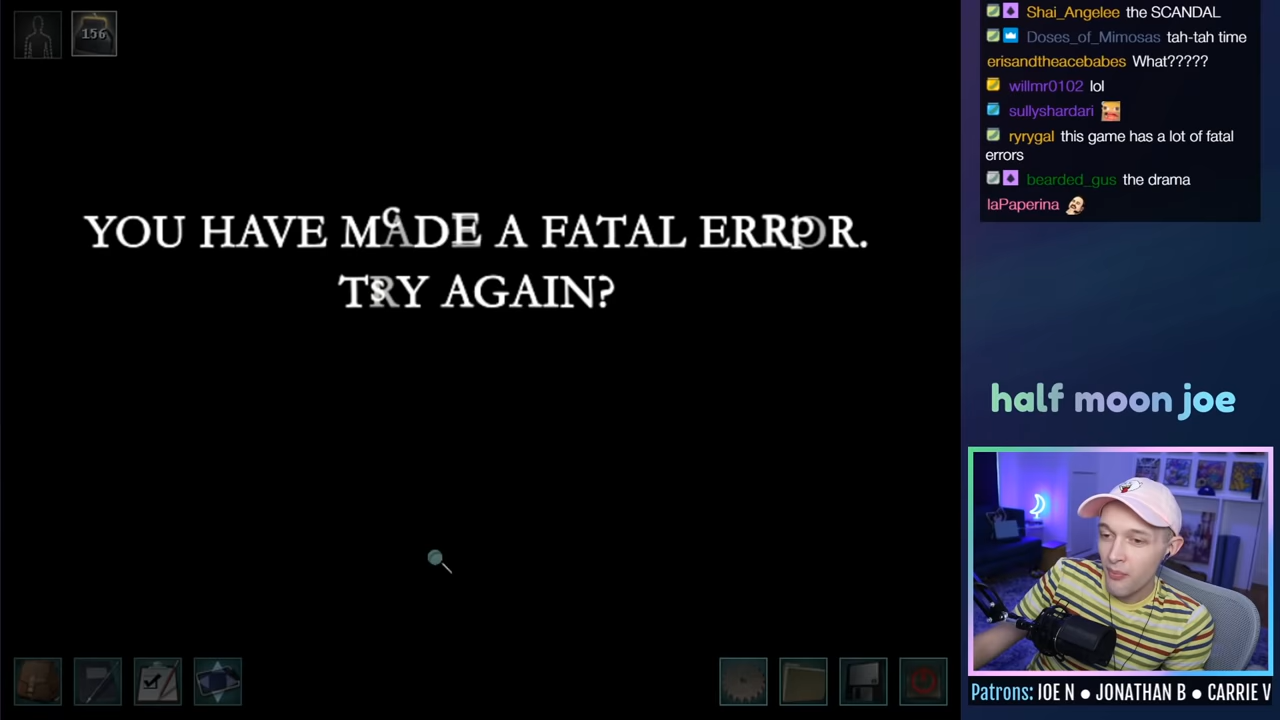 156
YOU HAVE MADE A FATAL ERROR.
TRY AGAIN?
Shai_Angelee the SCANDAL
Doses_of_Mimosas tah-tah time
erisandtheacebabes What?????
willmr0102 lol
sullyshardari
ryrygal this game has a lot of fatal
errors
bearded_gus the drama
laPaperina
half moon joe
Patrons: JOE N ● JONATHAN B ● CARRIE V